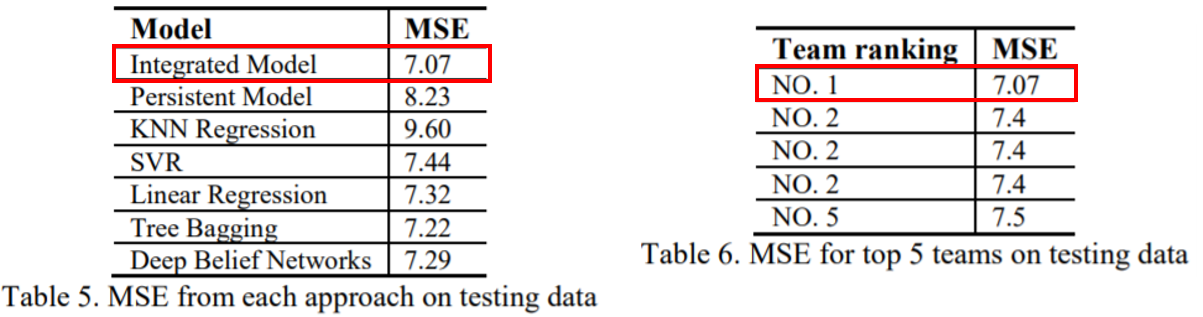 Model MSE
Integrated Model 7.07
Persistent Model 8.23
KNN Regression 9.60
SVR 7.44
Linear Regression 7.32
Tree Bagging 7.22
Deep Belief Networks 7.29
Table 5. MSE from each approach on testing data
Team ranking MSE
NO. 1 7.07
NO. 2 7.4
NO. 2 7.4
NO. 2 7.4
NO. 5 7.5
Table 6. MSE for top 5 teams on testing data